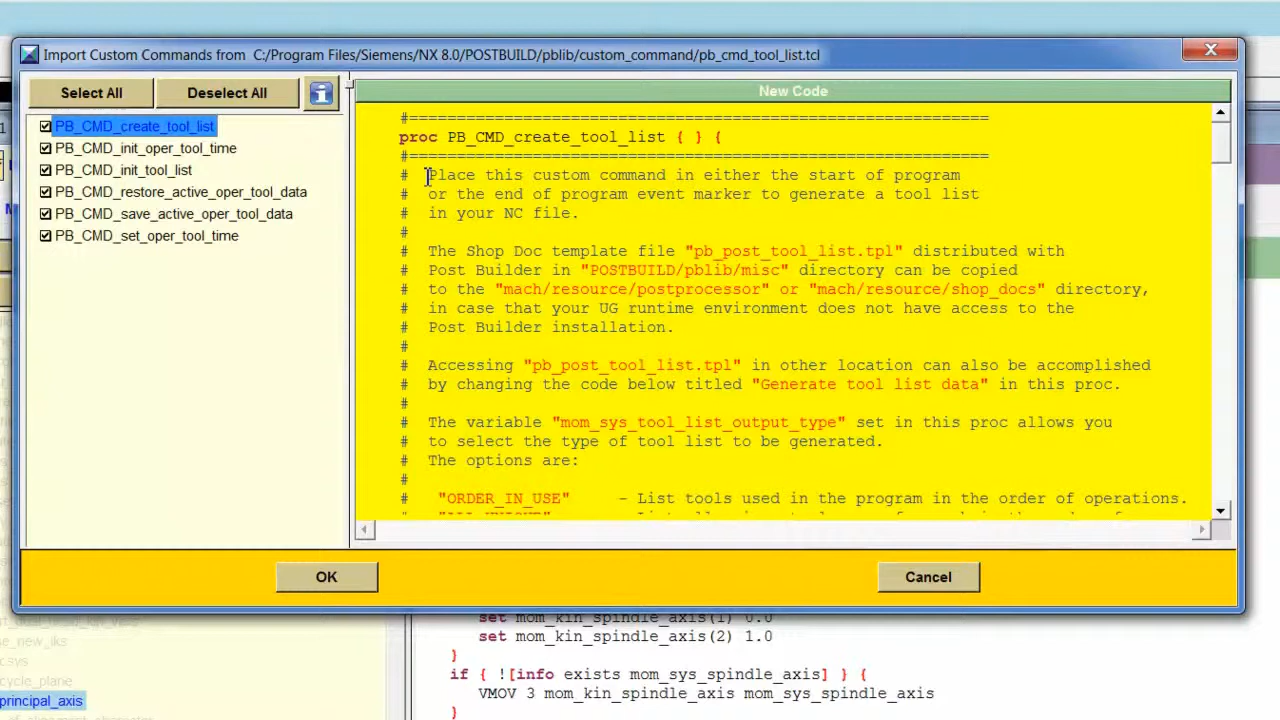 Import Custom Commands from C:/Program Files/Siemens/NX 8.0/POSTBUILD/pblib/custom_command/pb_cmd_tool_list.tcl
Select All
Deselect All
PB_CMD_create_tool_list
PB_CMD_init_oper_tool_time
PB_CMD_init_tool_list
PB_CMD_restore_active_oper_tool_data
PB_CMD_save_active_oper_tool_data
PB_CMD_set_oper_tool_time
New Code
#=============================================================
proc PB_CMD_create_tool_list { } {
#=============================================================
# Place this custom command in either the start of program
# or the end of program event marker to generate a tool list
# in your NC file.
#
# The Shop Doc template file "pb_post_tool_list.tpl" distributed with
# Post Builder in "POSTBUILD/pblib/misc" directory can be copied
# to the "mach/resource/postprocessor" or "mach/resource/shop_docs" directory,
# in case that your UG runtime environment does not have access to the
# Post Builder installation.
#
# Accessing "pb_post_tool_list.tpl" in other location can also be accomplished
# by changing the code below titled "Generate tool list data" in this proc.
#
# The variable "mom_sys_tool_list_output_type" set in this proc allows you
# to select the type of tool list to be generated.
# The options are:
#
# "ORDER_IN_USE" - List tools used in the program in the order of operations.
OK
Cancel
set mom_kin_spindle_axis(1) 0.0
set mom_kin_spindle_axis(2) 1.0
}
if { ![info exists mom_sys_spindle_axis] } {
VMOV 3 mom_kin_spindle_axis mom_sys_spindle_axis
}
se_new_iks
csys
cycle_plane
principal_axis